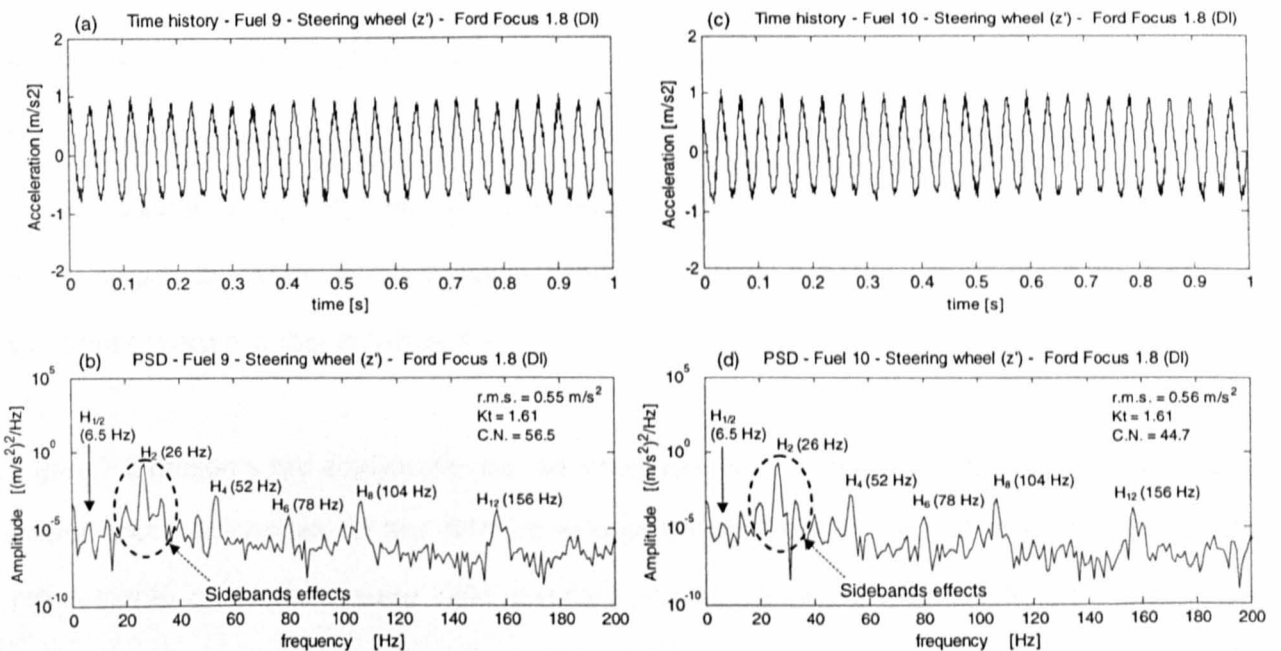 (a) Time history - Fuel 9 - Steering wheel (z') - Ford Focus 1.8 (DI)
2
1
0
-1
-2
Acceleration [m/s2]
0 0.1 0.2 0.3 0.4 0.5 0.6 0.7 0.8 0.9 1
time [s]
(c) Time history - Fuel 10 - Steering wheel (z') - Ford Focus 1.8 (DI)
2
1
0
-1
-2
Acceleration [m/s2]
0 0.1 0.2 0.3 0.4 0.5 0.6 0.7 0.8 0.9 1
time [s]
(b) PSD - Fuel 9 - Steering wheel (z') - Ford Focus 1.8 (DI)
10^5
10^0
10^-5
10^-10
Amplitude [(m/s²)²/Hz]
r.m.s. = 0.55 m/s²
Kt = 1.61
C.N. = 56.5
H1/2
(6.5 Hz)
H2 (26 Hz)
H4 (52 Hz)
H6 (78 Hz)
H8 (104 Hz)
H12 (156 Hz)
Sidebands effects
0 20 40 60 80 100 120 140 160 180 200
frequency [Hz]
(d) PSD - Fuel 10 - Steering wheel (z') - Ford Focus 1.8 (DI)
10^5
10^0
10^-5
10^-10
Amplitude [(m/s²)²/Hz]
r.m.s. = 0.56 m/s²
Kt = 1.61
C.N. = 44.7
H1/2
(6.5 Hz)
H2 (26 Hz)
H4 (52 Hz)
H6 (78 Hz)
H8 (104 Hz)
H12 (156 Hz)
Sidebands effects
0 20 40 60 80 100 120 140 160 180 200
frequency [Hz]